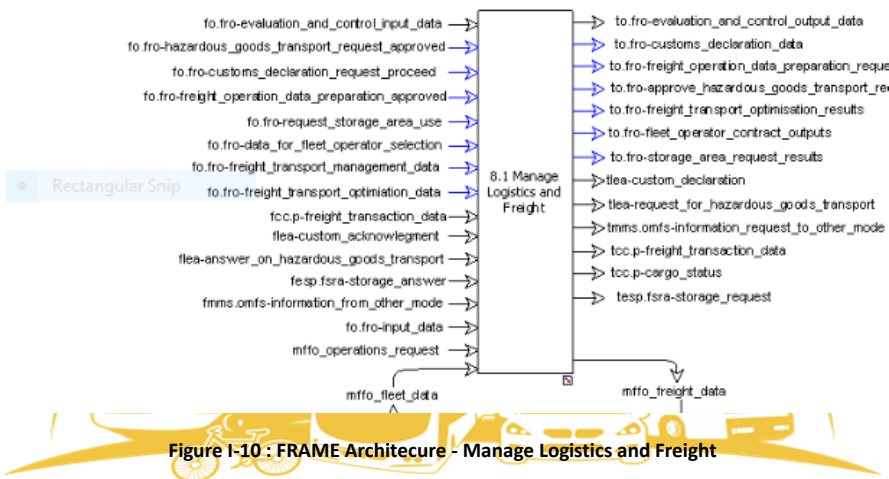 fo.fro-evaluation_and_control_input_data
fo.fro-hazardous_goods_transport_request_approved
fo.fro-customs_declaration_request_proceed
fo.fro-freight_operation_data_preparation_approved
fo.fro-request_storage_area_use
fo.fro-data_for_fleet_operator_selection
fo.fro-freight_transport_management_data
Rectangular Snip
fo.fro-freight_transport_optimiation_data
fcc.p-freight_transaction_data
flea-custom_acknowlegment
flea-answer_on_hazardous_goods_transport
fesp.fsra-storage_answer
fmms.omfs-information_from_other_mode
fo.fro-input_data
mffo_operations_request
mffo_fleet_data
8.1 Manage
Logistics and
Freight
to.fro-evaluation_and_control_output_data
to.fro-customs_declaration_data
to.fro-freight_operation_data_preparation_reque
to.fro-approve_hazardous_goods_transport_re
to.fro-freight_transport_optimisation_results
to.fro-fleet_operator_contract_outputs
to.fro-storage_area_request_results
tlea-custom_declaration
tlea-request_for_hazardous_goods_transport
tmms.omfs-information_request_to_other_mode
tcc.p-freight_transaction_data
tcc.p-cargo_status
tesp.fsra-storage_request
mffo_freight_data
Figure I-10 : FRAME Architecure - Manage Logistics and Freight